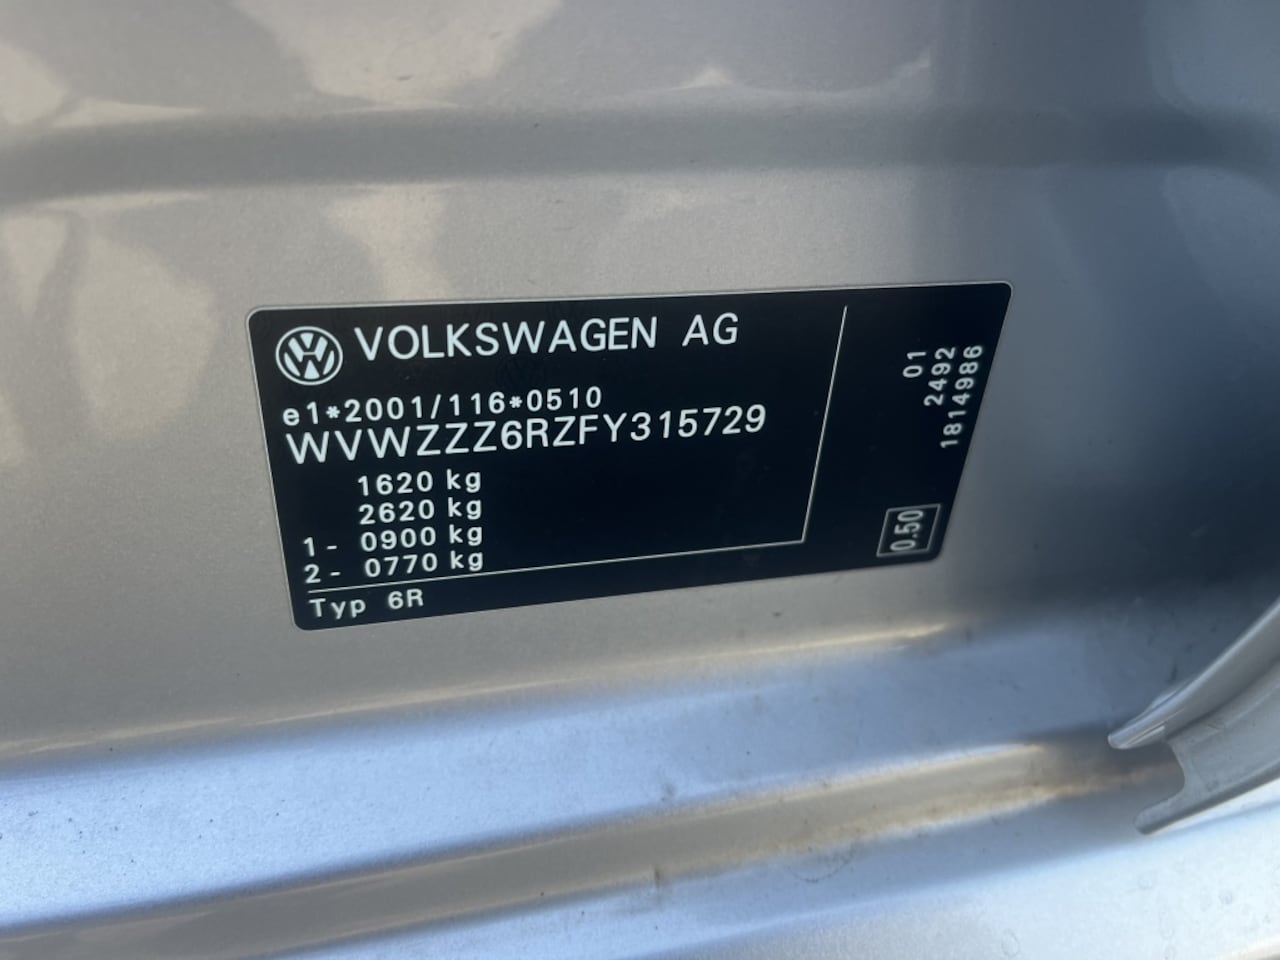 VOLKSWAGEN AG
e1*2001/116*0510
WVWZZZ6RZFY315729
1620 kg
2620 kg
1- 0900 kg
2- 0770 kg
Typ 6R
01
2492
1814986
0.50